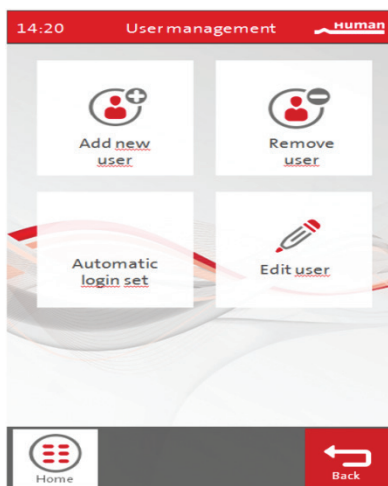 14:20 User management Human
Add new
user
Remove
user
Automatic
login set
Edit user
Home
Back